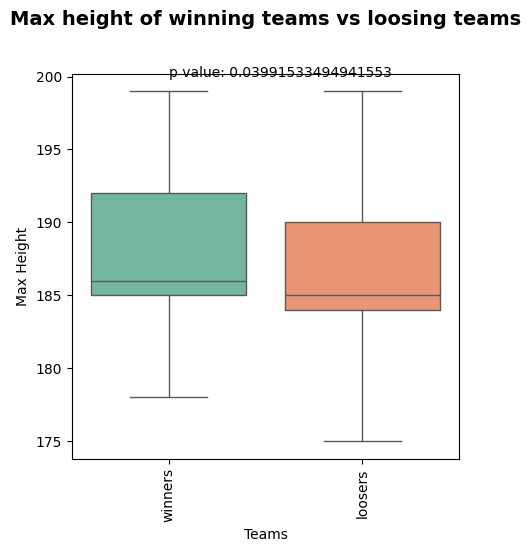 Max height of winning teams vs loosing teams
p value: 0.03991533494941553
200
195
190
185
180
175
Max Height
winners
loosers
Teams